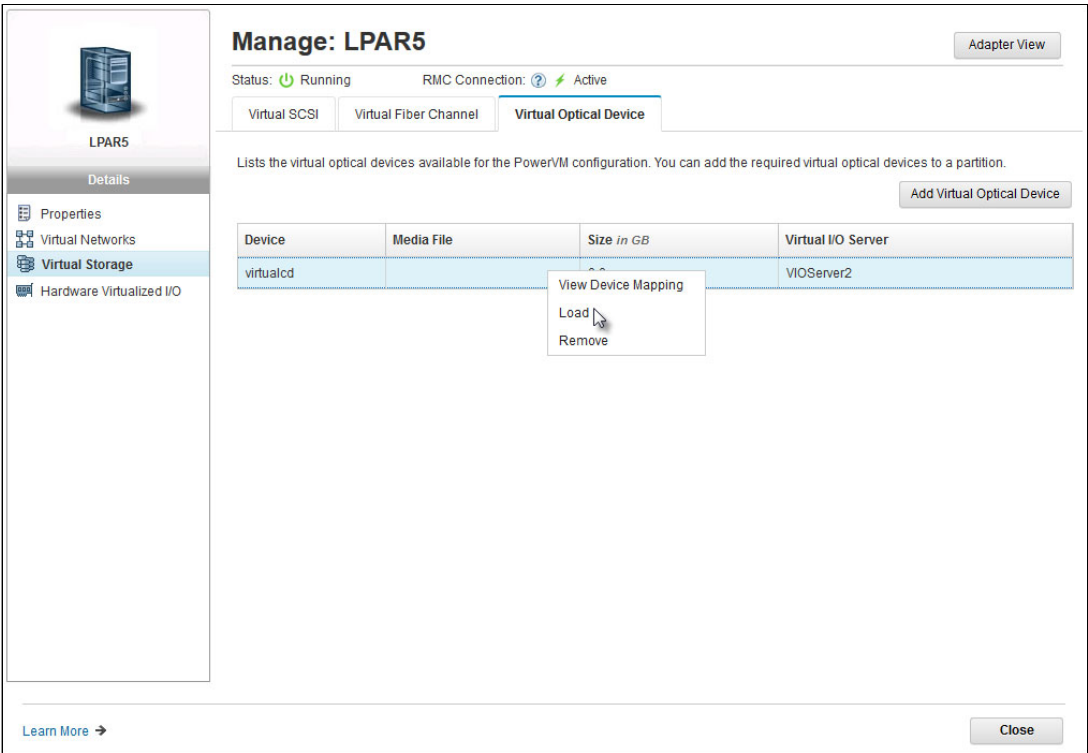 Manage: LPAR5
Adapter View
Status: Running RMC Connection: ? Active
LPAR5
Details
Properties
Virtual Networks
Virtual Storage
Hardware Virtualized I/O
Virtual SCSI Virtual Fiber Channel Virtual Optical Device
Lists the virtual optical devices available for the PowerVM configuration. You can add the required virtual optical devices to a partition.
Add Virtual Optical Device
Device Media File Size in GB Virtual I/O Server
virtualcd VIOServer2
View Device Mapping
Load
Remove
Learn More
Close